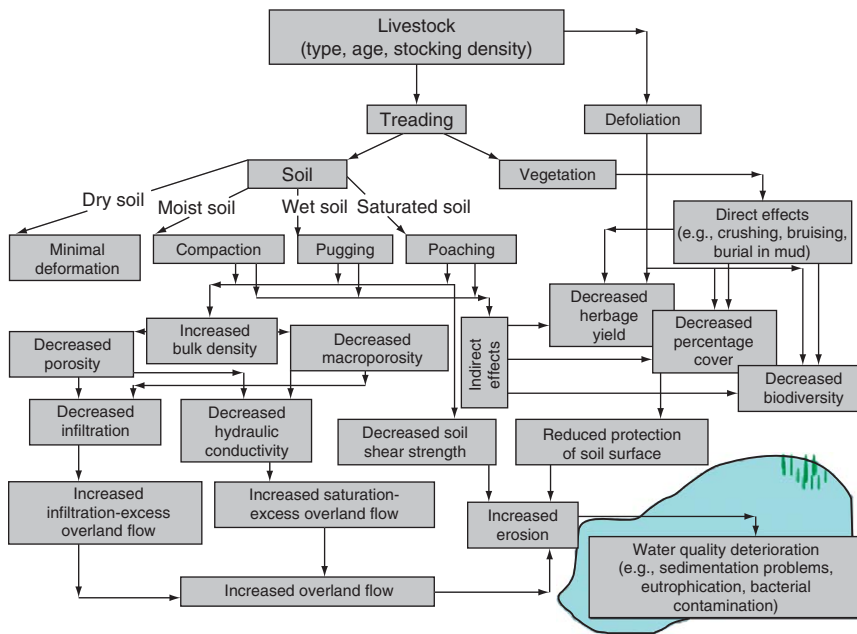 Livestock
(type, age, stocking density)
Treading
Defoliation
Soil
Vegetation
Dry soil
Moist soil
Wet soil
Saturated soil
Minimal
deformation
Compaction
Pugging
Poaching
Direct effects
(e.g., crushing, bruising,
burial in mud)
Decreased
herbage
yield
Decreased
percentage
cover
Decreased
biodiversity
Indirect
effects
Increased
bulk density
Decreased
porosity
Decreased
macroporosity
Decreased
infiltration
Decreased
hydraulic
conductivity
Decreased soil
shear strength
Reduced protection
of soil surface
Increased
infiltration-excess
overland flow
Increased saturation-
excess overland flow
Increased
erosion
Water quality deterioration
(e.g., sedimentation problems,
eutrophication, bacterial
contamination)
Increased overland flow